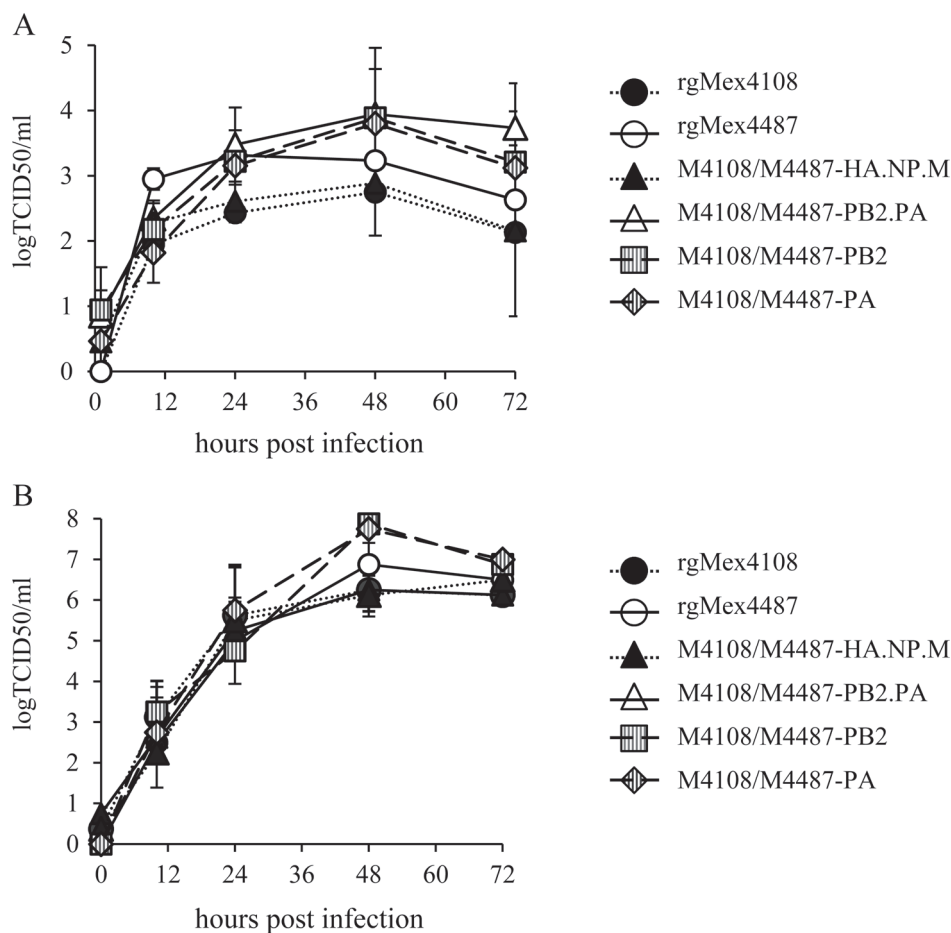 A
5
4
3
2
1
0
logTCID50/ml
0 12 24 36 48 60 72
hours post infection
rgMex4108
rgMex4487
M4108/M4487-HA.NP.M
M4108/M4487-PB2.PA
M4108/M4487-PB2
M4108/M4487-PA
B
8
7
6
5
4
3
2
1
0
logTCID50/ml
0 12 24 36 48 60 72
hours post infection
rgMex4108
rgMex4487
M4108/M4487-HA.NP.M
M4108/M4487-PB2.PA
M4108/M4487-PB2
M4108/M4487-PA